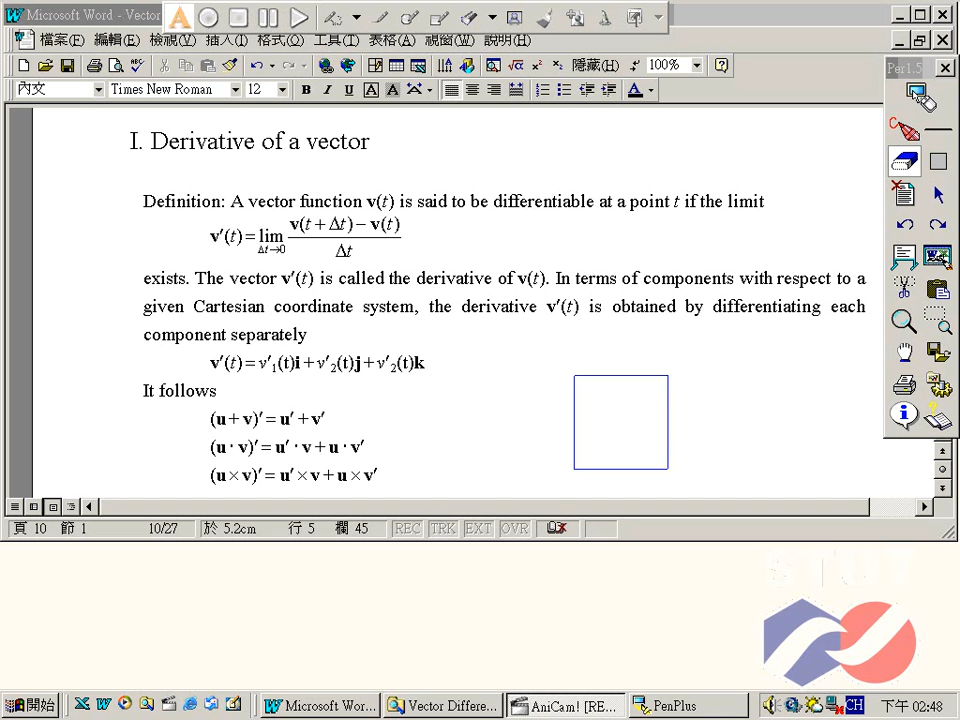 Microsoft Word - Vector
檔案(F) 編輯(E) 檢視(V) 插入(I) 格式(O) 工具(T) 表格(A) 視窗(W) 說明(H)
隱藏(H) 100%
內文 Times New Roman 12 B I U A A A
Per1.5
I. Derivative of a vector
Definition: A vector function v(t) is said to be differentiable at a point t if the limit
v′(t) = lim Δt→0 (v(t + Δt) − v(t)) / Δt
exists. The vector v′(t) is called the derivative of v(t). In terms of components with respect to a
given Cartesian coordinate system, the derivative v′(t) is obtained by differentiating each
component separately
v′(t) = v′₁(t)i + v′₂(t)j + v′₂(t)k
It follows
(u + v)′ = u′ + v′
(u · v)′ = u′ · v + u · v′
(u × v)′ = u′ × v + u × v′
頁 10 節 1 10/27 於 5.2cm 行 5 欄 45 REC TRK EXT OVR
STUT
開始 Microsoft Wor... Vector Differe... AniCam! [RE... PenPlus CH 下午 02:48